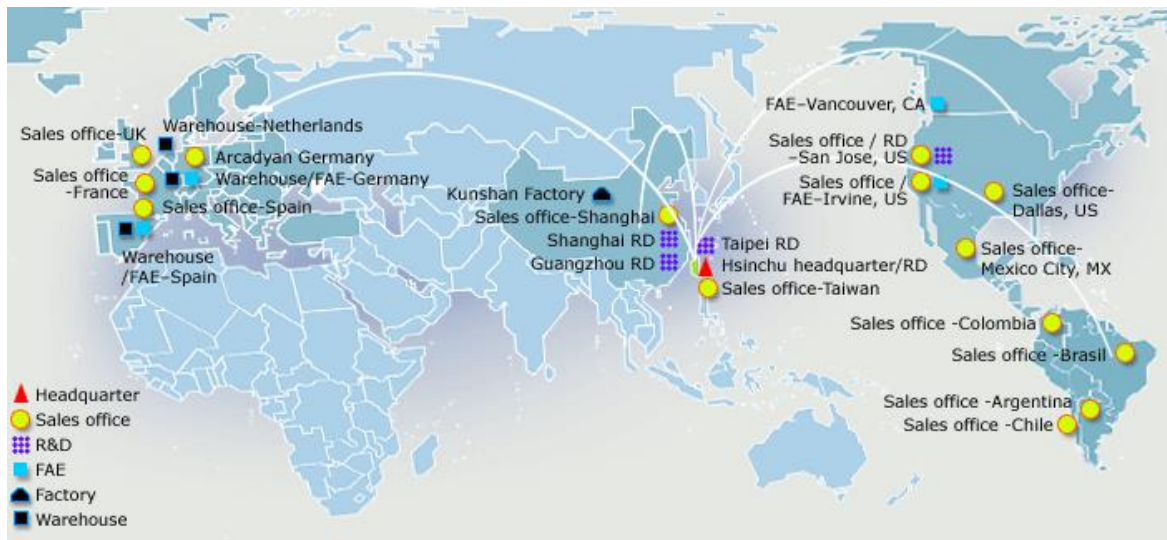 Sales office-UK
Warehouse-Netherlands
Arcadyan Germany
Sales office
-France
Warehouse/FAE-Germany
Sales office-Spain
Warehouse
/FAE-Spain
Kunshan Factory
Sales office-Shanghai
Shanghai RD
Guangzhou RD
Taipei RD
Hsinchu headquarter/RD
Sales office-Taiwan
FAE-Vancouver, CA
Sales office / RD
-San Jose, US
Sales office /
FAE-Irvine, US
Sales office-
Dallas, US
Sales office-
Mexico City, MX
Sales office -Colombia
Sales office -Brasil
Sales office -Argentina
Sales office -Chile
Headquarter
Sales office
R&D
FAE
Factory
Warehouse